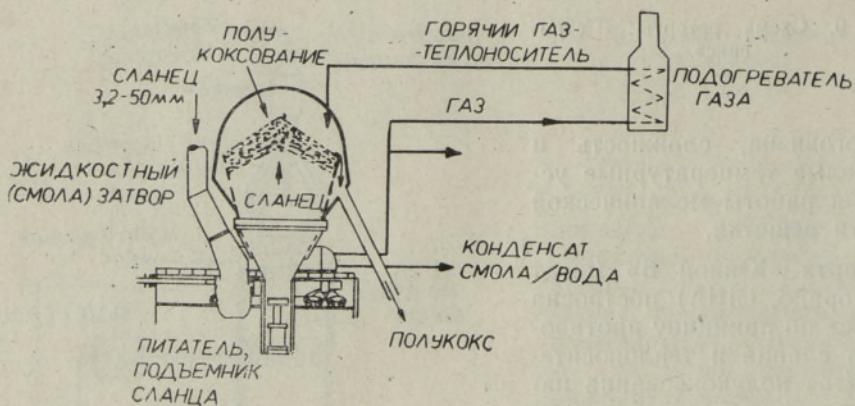 ПОЛУ-
КОКСОВАНИЕ
СЛАНЕЦ
3,2-50мм
ГОРЯЧИЙ ГАЗ-
-ТЕПЛОНОСИТЕЛЬ
ПОДОГРЕВАТЕЛЬ
ГАЗА
ГАЗ
ЖИДКОСТНЫЙ
(СМОЛА) ЗАТВОР
СЛАНЕЦ
КОНДЕНСАТ
СМОЛА/ВОДА
ПОЛУКОКС
ПИТАТЕЛЬ,
ПОДЪЕМНИК
СЛАНЦА